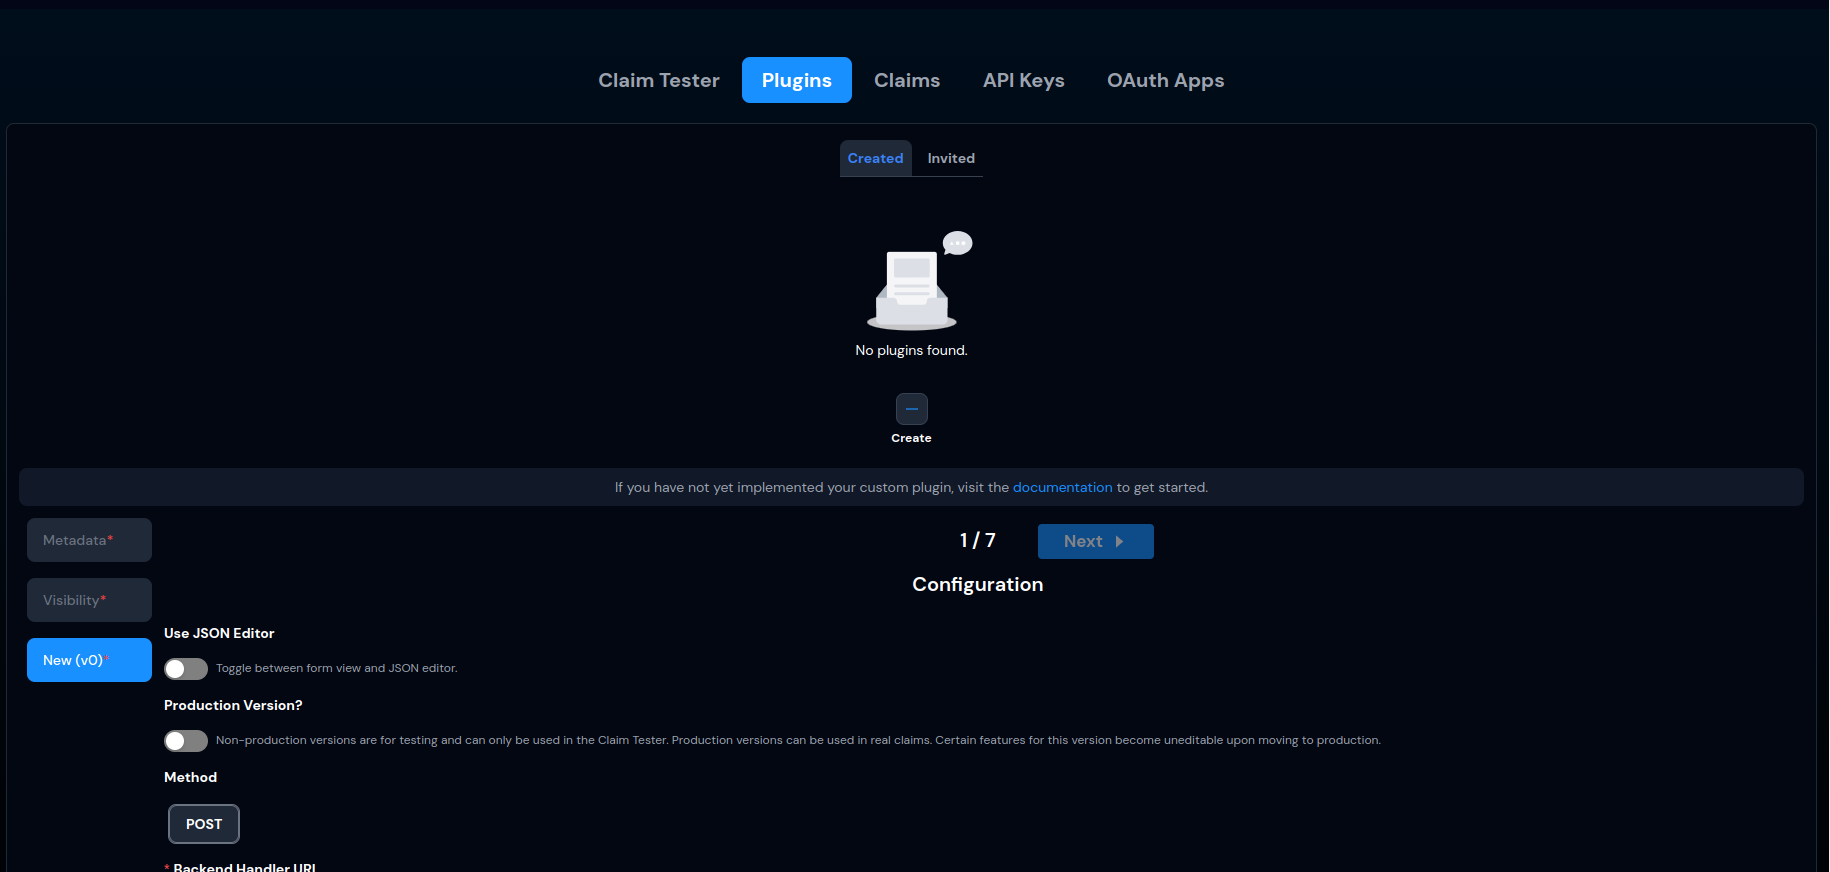 Claim Tester Plugins Claims API Keys OAuth Apps
Created Invited
No plugins found.
Create
If you have not yet implemented your custom plugin, visit the documentation to get started.
Metadata*
1 / 7 Next
Configuration
Visibility*
New (v0)*
Use JSON Editor
Toggle between form view and JSON editor.
Production Version?
Non-production versions are for testing and can only be used in the Claim Tester. Production versions can be used in real claims. Certain features for this version become uneditable upon moving to production.
Method
POST
* Backend Handler URL